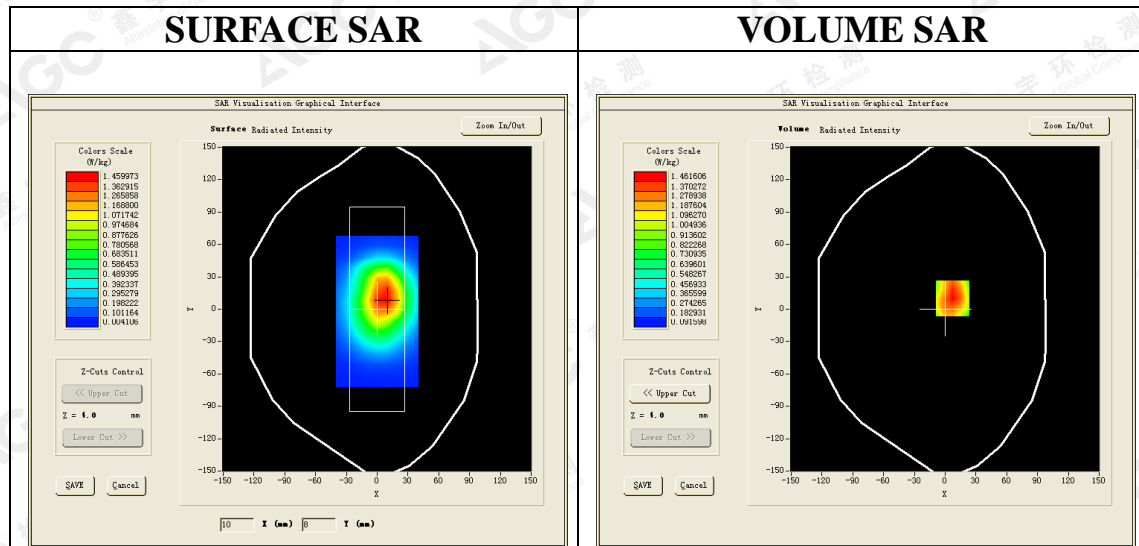 SURFACE SAR
VOLUME SAR
SAR Visualisation Graphical Interface
Surface Radiated Intensity
Zoom In/Out
Colors Scale
(W/kg)
1.459973
1.362915
1.265858
1.168800
1.071742
0.974684
0.877626
0.780568
0.683511
0.586453
0.489395
0.392337
0.295279
0.198222
0.101164
0.004106
Z-Cuts Control
<< Upper Cut
Z = 4.0 mm
Lower Cut >>
SAVE
Cancel
150
120
90
60
30
0
-30
-60
-90
-120
-150
Y
-150 -120 -90 -60 -30 0 30 60 90 120 150
X
10 X (mm) 8 Y (mm)
SAR Visualisation Graphical Interface
Volume Radiated Intensity
Zoom In/Out
Colors Scale
(W/kg)
1.461606
1.370272
1.278938
1.187604
1.096270
1.004936
0.913602
0.822268
0.730935
0.639601
0.548267
0.456933
0.365599
0.274265
0.182931
0.091598
Z-Cuts Control
<< Upper Cut
Z = 4.0 mm
Lower Cut >>
SAVE
Cancel
150
120
90
60
30
0
-30
-60
-90
-120
-150
Y
-150 -120 -90 -60 -30 0 30 60 90 120 150
X